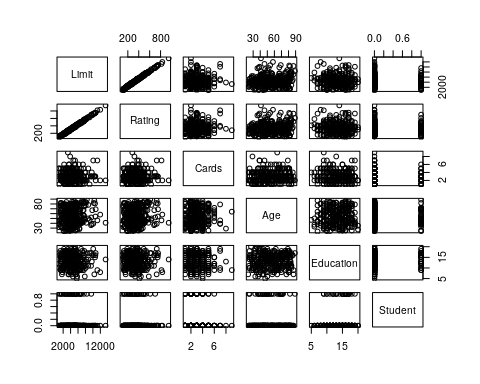 200 800 30 60 90 0.0 0.6
Limit
2000
200
Rating
Cards
2 6
30 80
Age
Education
5 15
0.0 0.8
Student
2000 12000 2 6 5 15